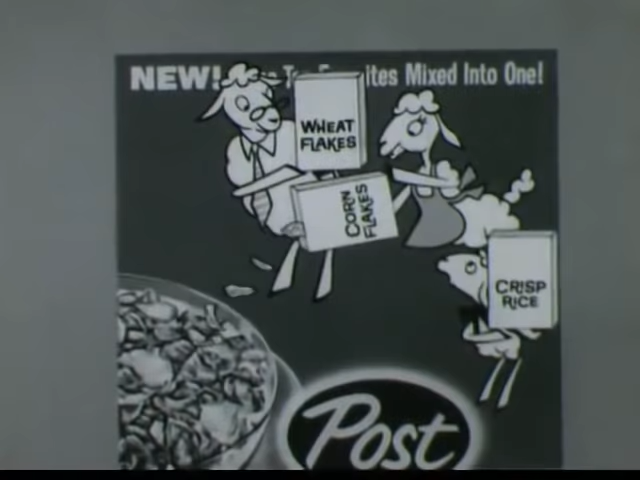 NEW! ites Mixed Into One!
WHEAT
FLAKES
CORN
FLAKES
CRISP
RICE
Post